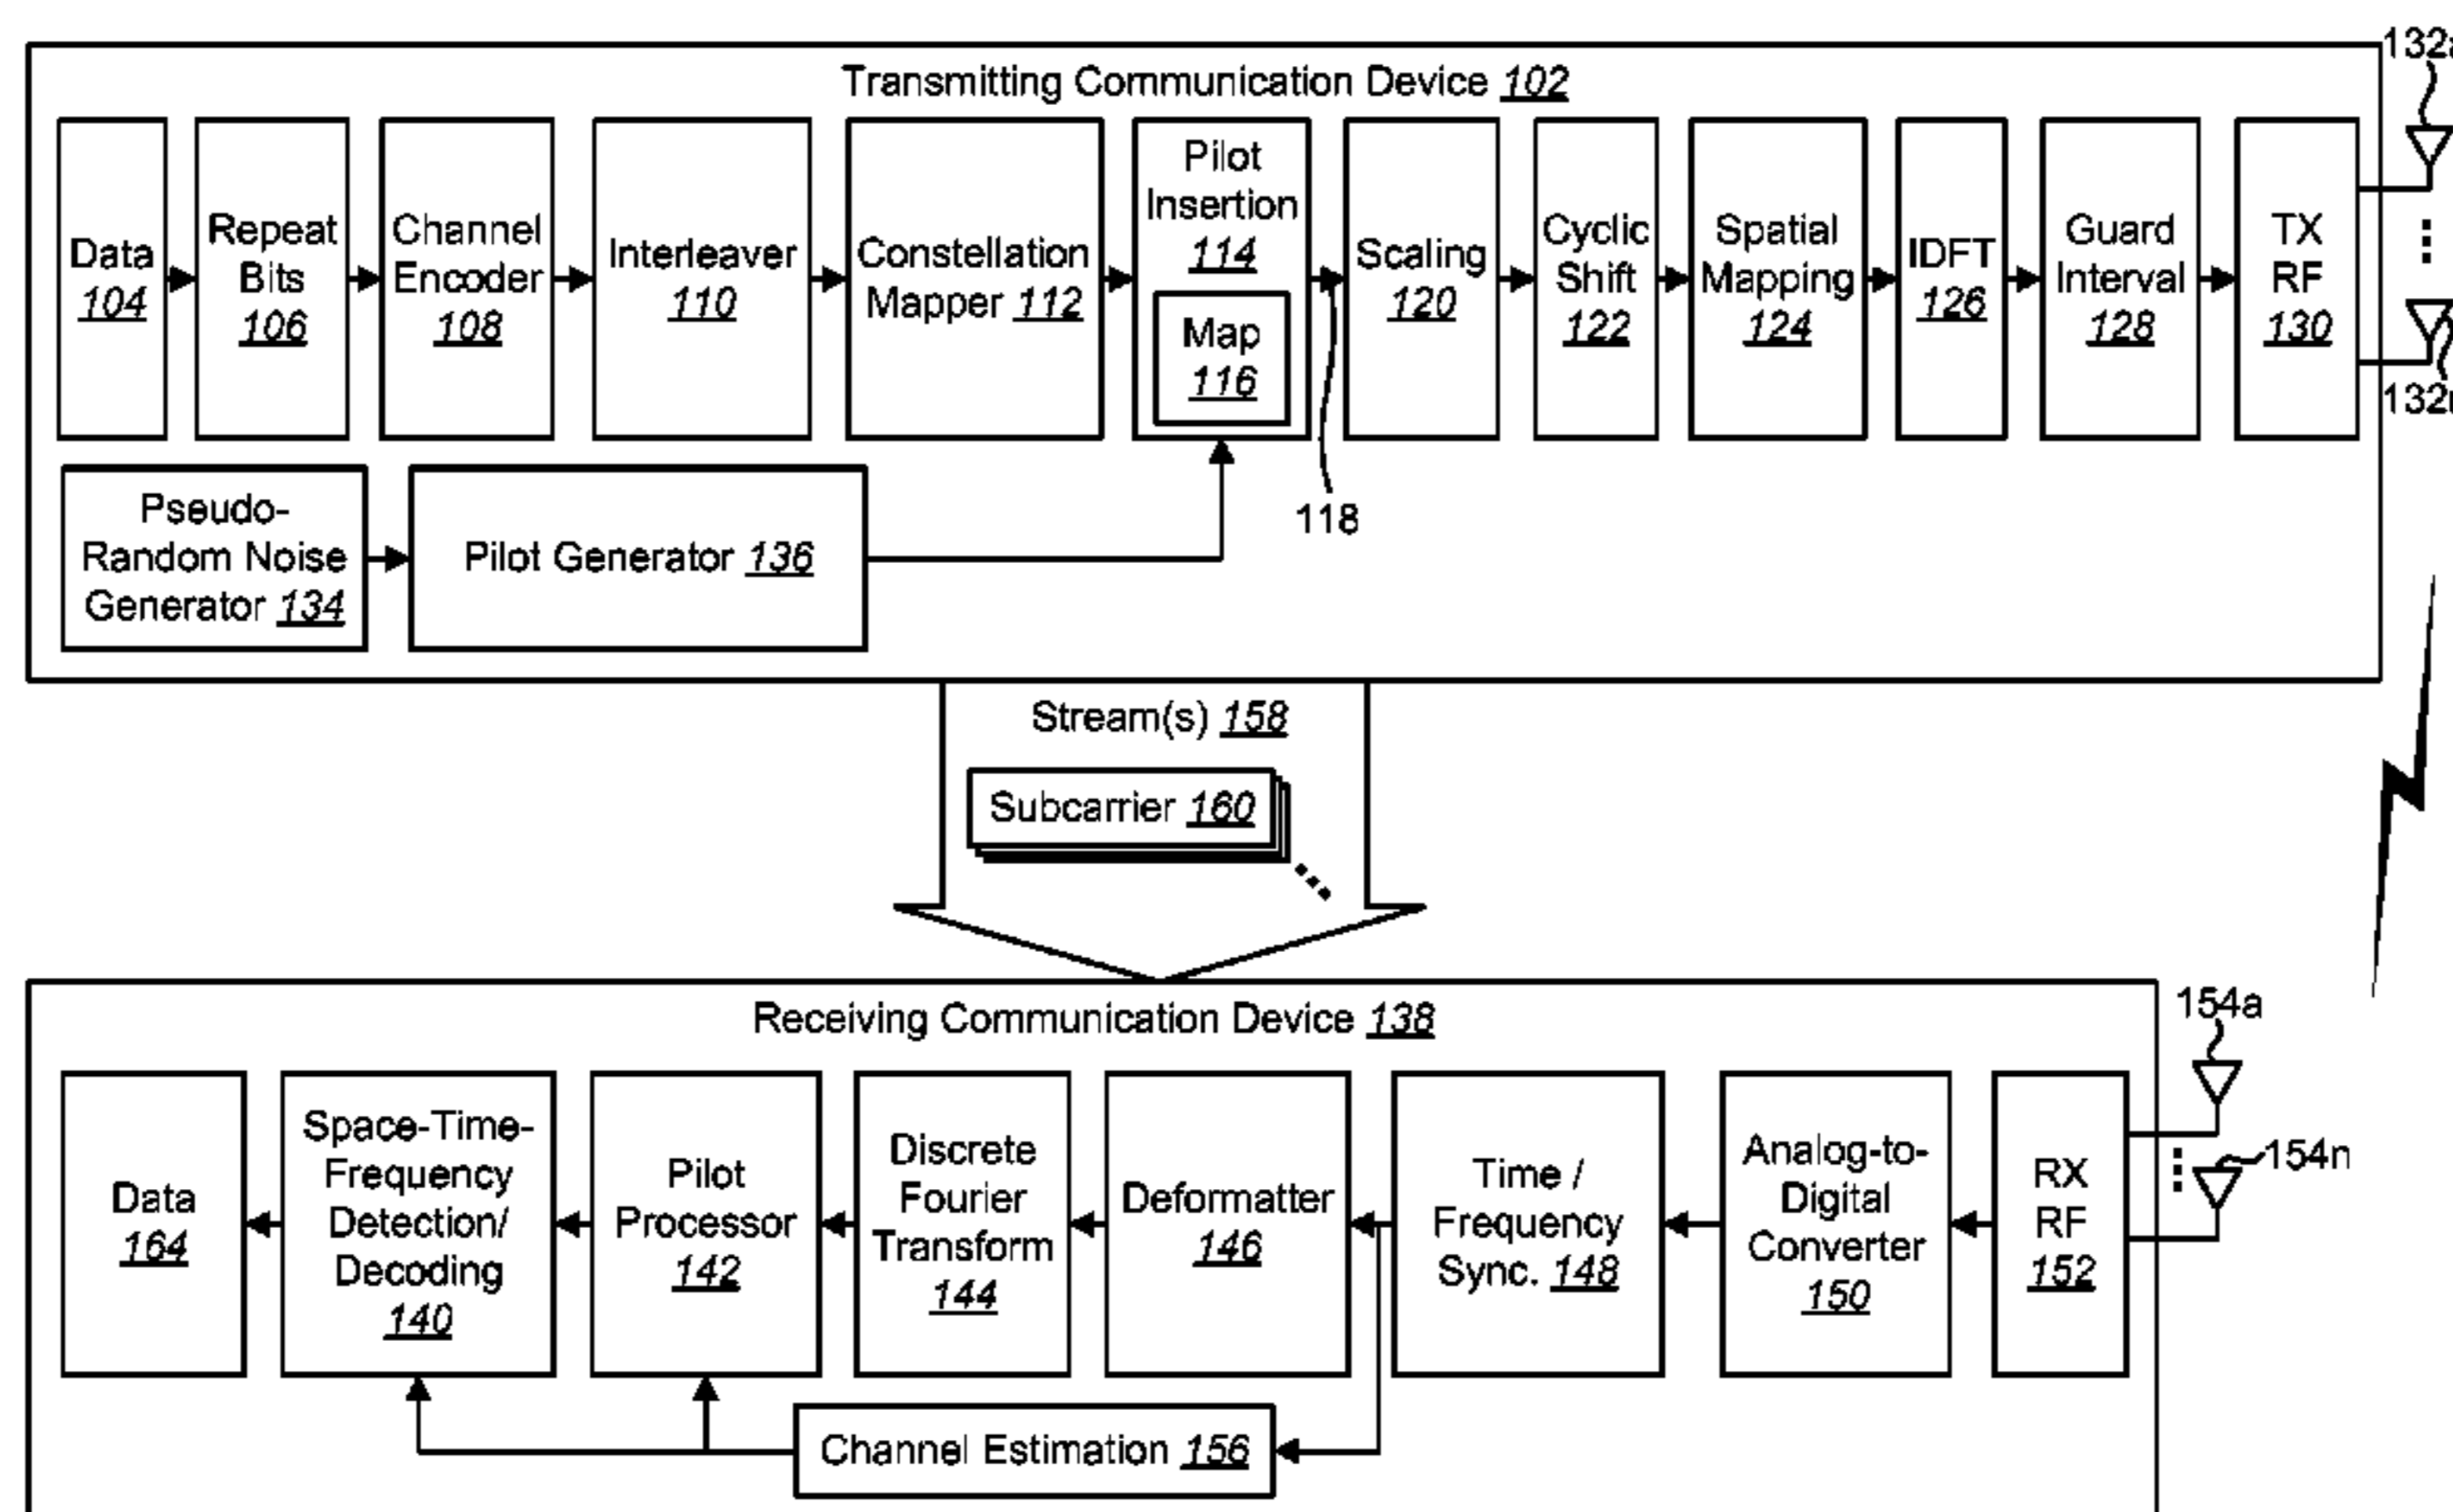 132a
Transmitting Communication Device 102
Data
104
Repeat
Bits
106
Channel
Encoder
108
Interleaver
110
Constellation
Mapper 112
Pilot
Insertion
114
Map
116
118
Scaling
120
Cyclic
Shift
122
Spatial
Mapping
124
IDFT
126
Guard
Interval
128
TX
RF
130
132n
Pseudo-
Random Noise
Generator 134
Pilot Generator 136
Stream(s) 158
Subcarrier 160
Receiving Communication Device 138
154a
154n
Data
164
Space-Time-
Frequency
Detection/
Decoding
140
Pilot
Processor
142
Discrete
Fourier
Transform
144
Deformatter
146
Time /
Frequency
Sync. 148
Analog-to-
Digital
Converter
150
RX
RF
152
Channel Estimation 156